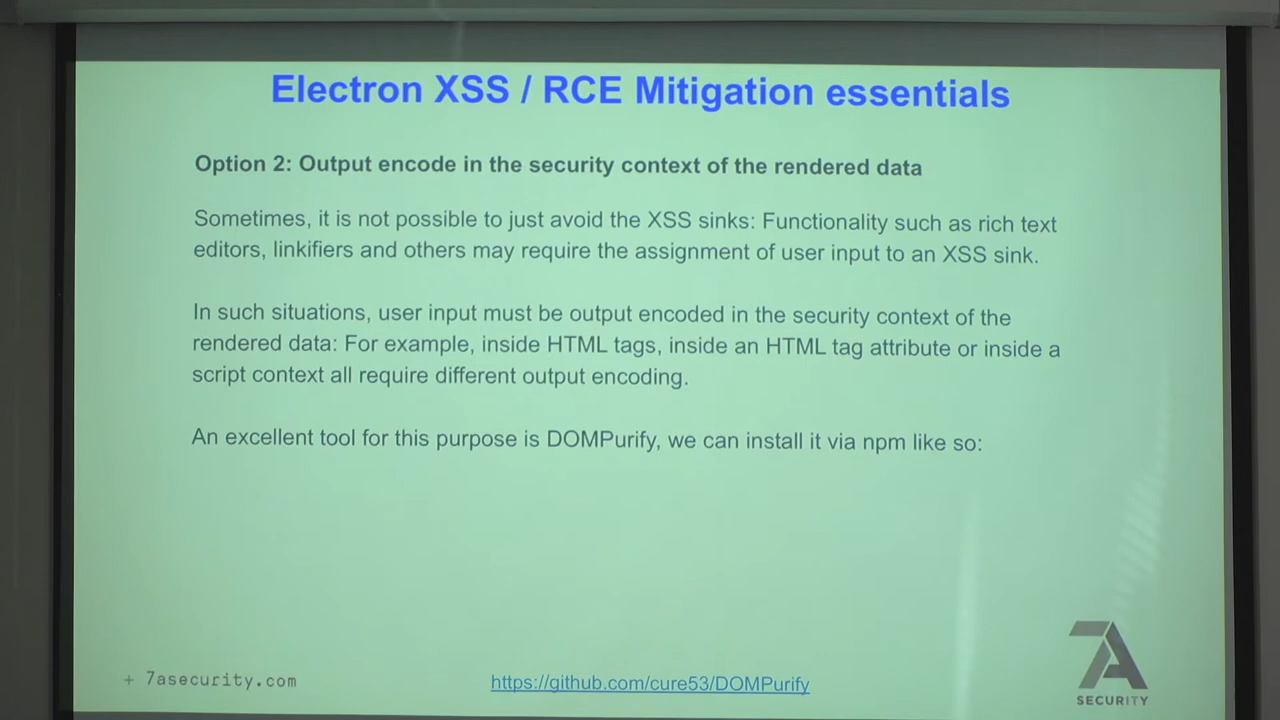 Electron XSS / RCE Mitigation essentials
Option 2: Output encode in the security context of the rendered data
Sometimes, it is not possible to just avoid the XSS sinks: Functionality such as rich text
editors, linkifiers and others may require the assignment of user input to an XSS sink.
In such situations, user input must be output encoded in the security context of the
rendered data: For example, inside HTML tags, inside an HTML tag attribute or inside a
script context all require different output encoding.
An excellent tool for this purpose is DOMPurify, we can install it via npm like so:
+ 7asecurity.com
https://github.com/cure53/DOMPurify
7A
SECURITY